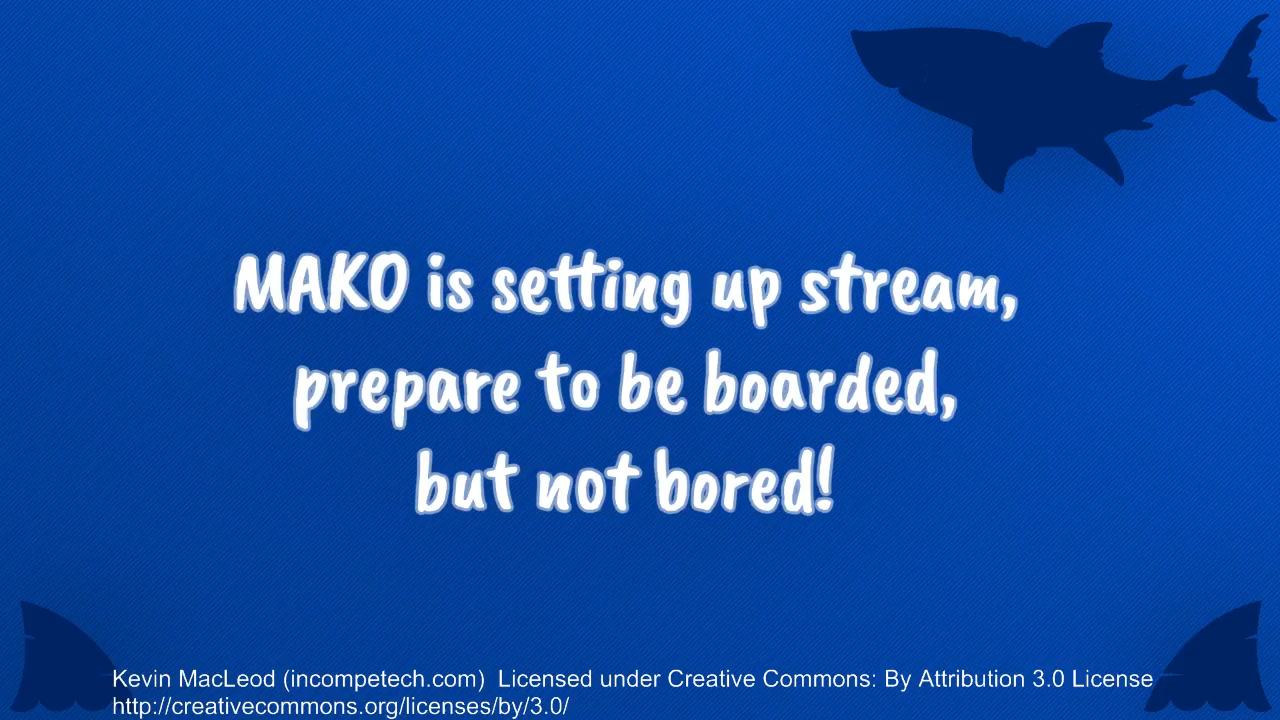 MAKO is setting up stream,
prepare to be boarded,
but not bored!
Kevin MacLeod (incompetech.com)  Licensed under Creative Commons: By Attribution 3.0 License
http://creativecommons.org/licenses/by/3.0/